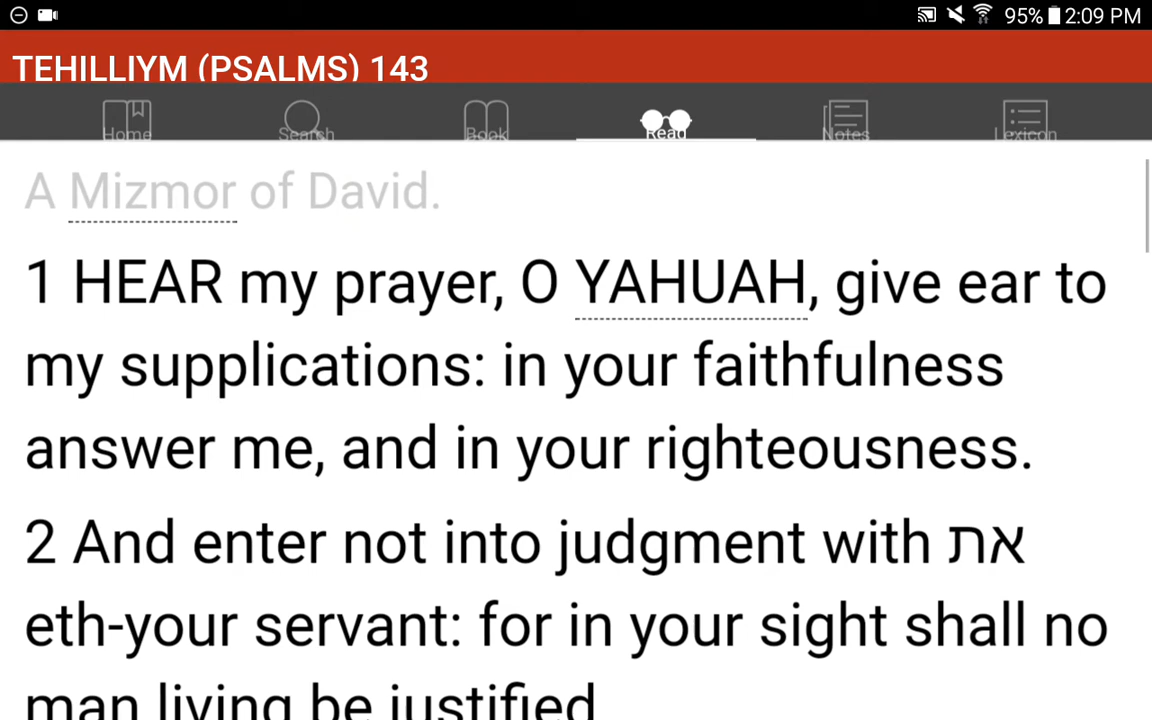 95% 2:09 PM
TEHILLIYM (PSALMS) 143
Home Search Book Read Notes Lexicon
A Mizmor of David.
1 HEAR my prayer, O YAHUAH, give ear to
my supplications: in your faithfulness
answer me, and in your righteousness.
2 And enter not into judgment with את
eth-your servant: for in your sight shall no
man living be justified